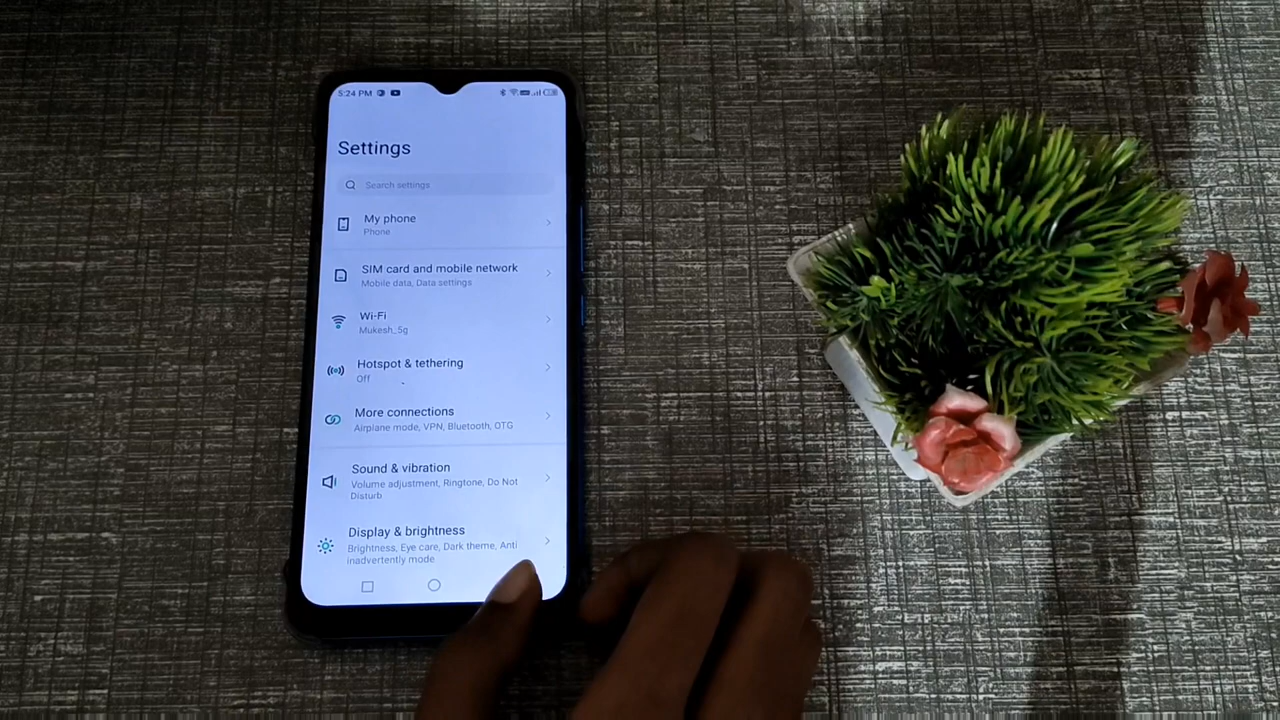 5:24 PM
Settings
Search settings
My phone
Phone
SIM card and mobile network
Mobile data, Data settings
Wi-Fi
Mukesh_5g
Hotspot & tethering
Off
More connections
Airplane mode, VPN, Bluetooth, OTG
Sound & vibration
Volume adjustment, Ringtone, Do Not
Disturb
Display & brightness
Brightness, Eye care, Dark theme, Anti
inadvertently mode